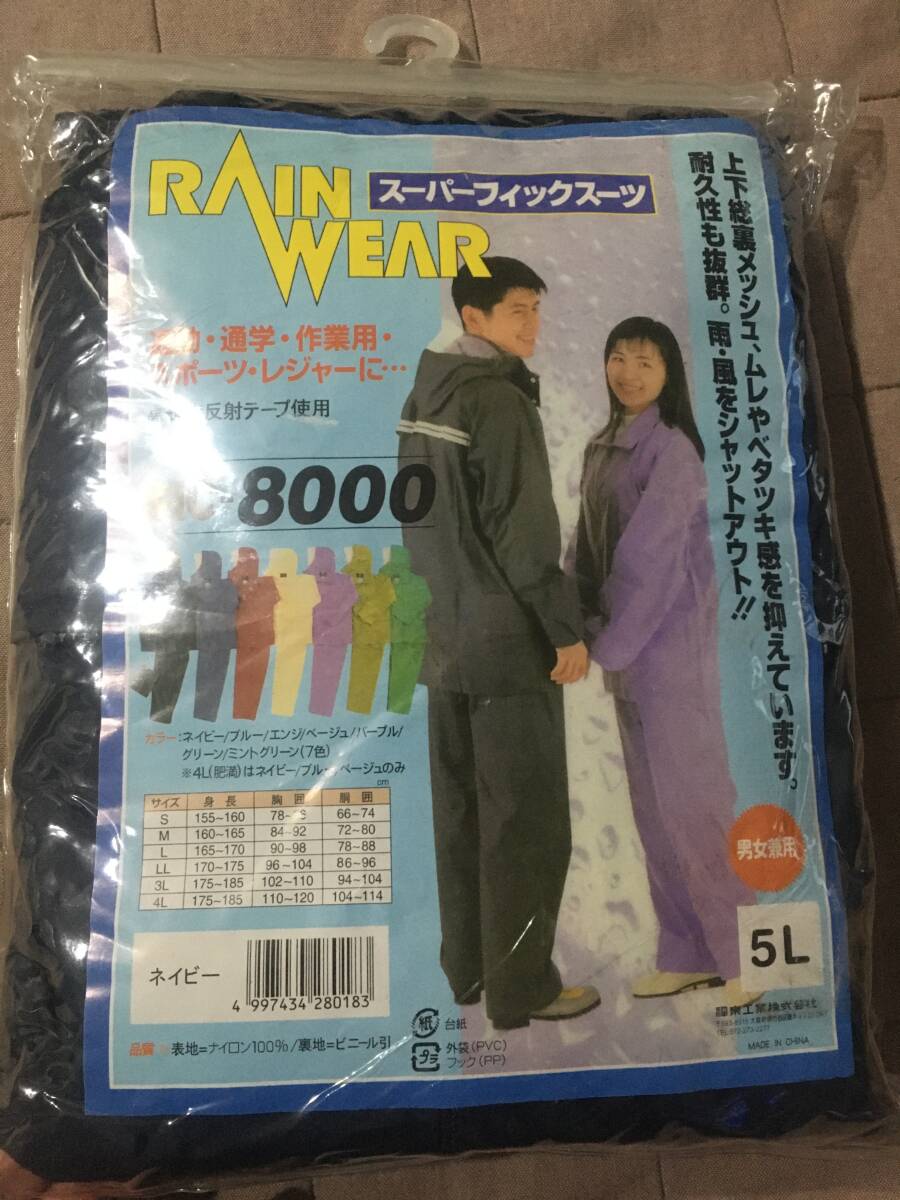 RAIN
WEAR
スーパーフィックスーツ
上下総裏メッシュ、ムレやベタツキ感を抑えています。
耐久性も抜群。雨・風をシャットアウト!!
・通学・作業用・
ポーツ・レジャーに…
反射テープ使用
-8000
カラー:ネイビー/ブルー/エンジ/ベージュ/パープル/
グリーン/ミントグリーン(7色)
※4L(肥満)はネイビー/ブルー/ベージュのみ
cm
サイズ 身長 胸囲 胴囲
S 155~160 78~ 66~74
M 160~165 84~92 72~80
L 165~170 90~98 78~88
LL 170~175 96~104 86~96
3L 175~185 102~110 94~104
4L 175~185 110~120 104~114
男女兼用
5L
ネイビー
4 997434 280183
紙 台紙
プラ 外袋(PVC)
フック(PP)
品質 表地=ナイロン100%/裏地=ビニール引
工業株式会社
MADE IN CHINA